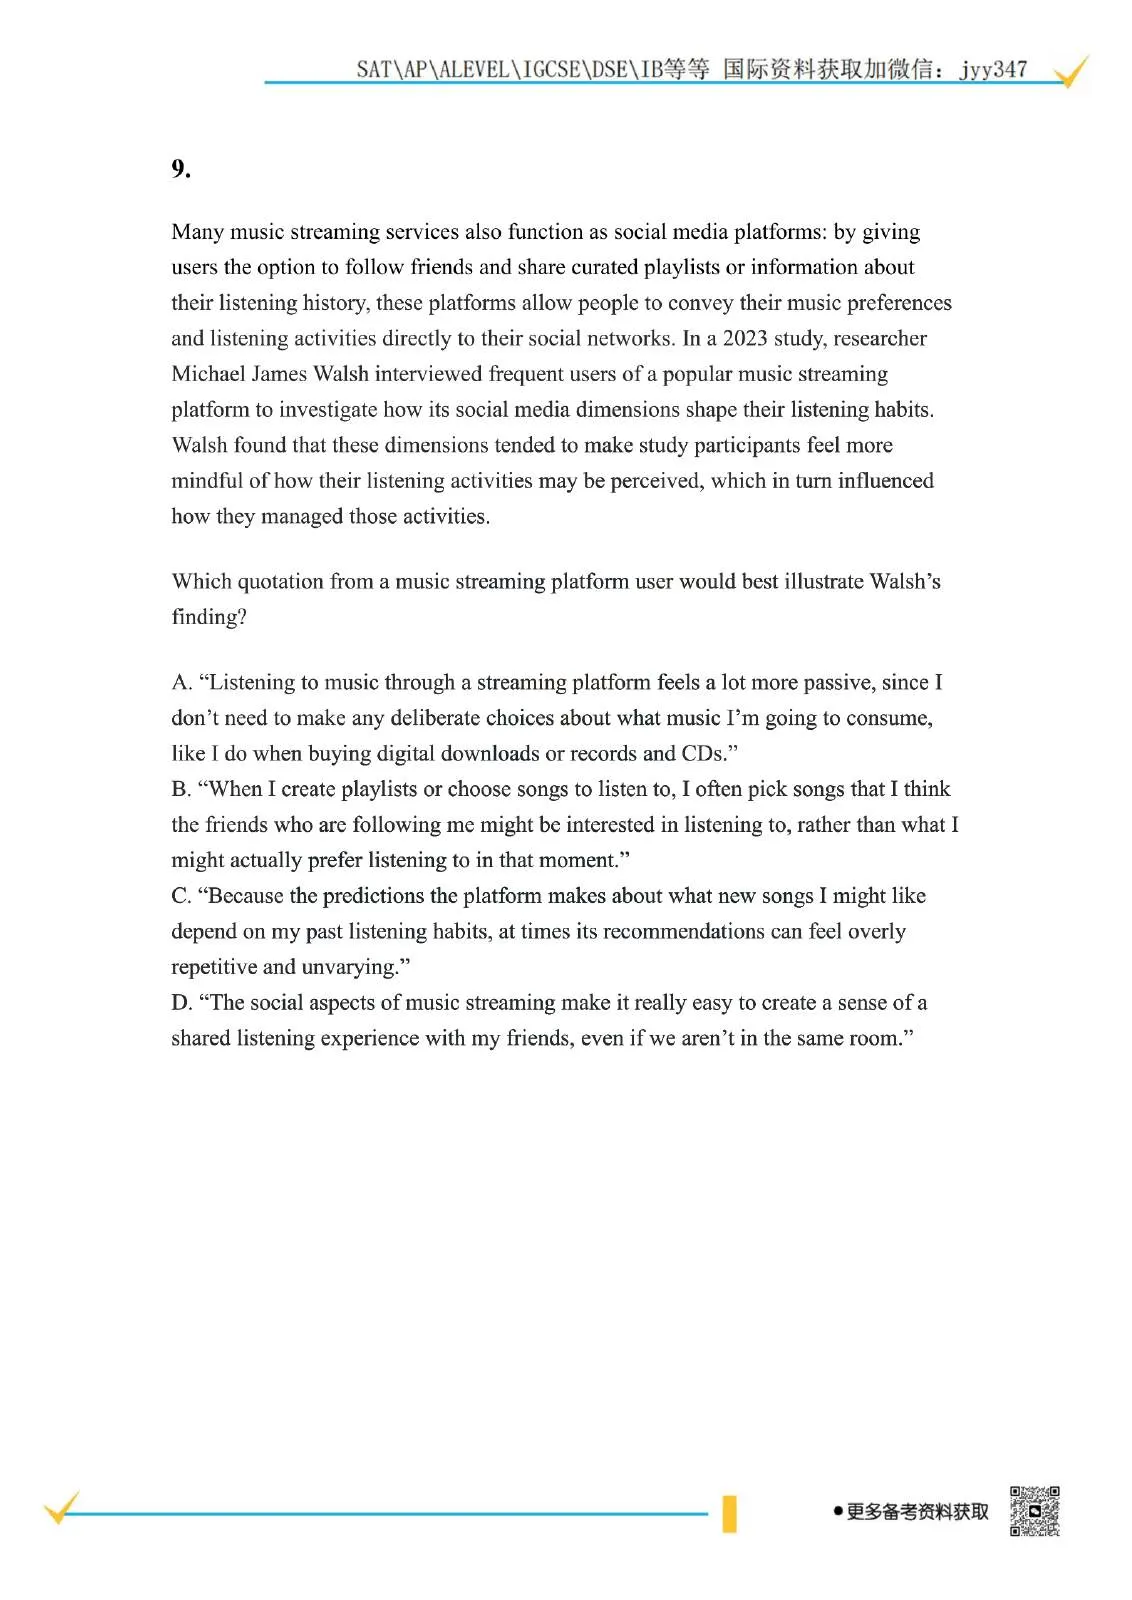 SAT\AP\ALEVEL\IGCSE\DSE\IB等等 国际资料获取加微信：jyy347
9.
Many music streaming services also function as social media platforms: by giving
users the option to follow friends and share curated playlists or information about
their listening history, these platforms allow people to convey their music preferences
and listening activities directly to their social networks. In a 2023 study, researcher
Michael James Walsh interviewed frequent users of a popular music streaming
platform to investigate how its social media dimensions shape their listening habits.
Walsh found that these dimensions tended to make study participants feel more
mindful of how their listening activities may be perceived, which in turn influenced
how they managed those activities.
Which quotation from a music streaming platform user would best illustrate Walsh’s
finding?
A. “Listening to music through a streaming platform feels a lot more passive, since I
don’t need to make any deliberate choices about what music I’m going to consume,
like I do when buying digital downloads or records and CDs.”
B. “When I create playlists or choose songs to listen to, I often pick songs that I think
the friends who are following me might be interested in listening to, rather than what I
might actually prefer listening to in that moment.”
C. “Because the predictions the platform makes about what new songs I might like
depend on my past listening habits, at times its recommendations can feel overly
repetitive and unvarying.”
D. “The social aspects of music streaming make it really easy to create a sense of a
shared listening experience with my friends, even if we aren’t in the same room.”
●更多备考资料获取